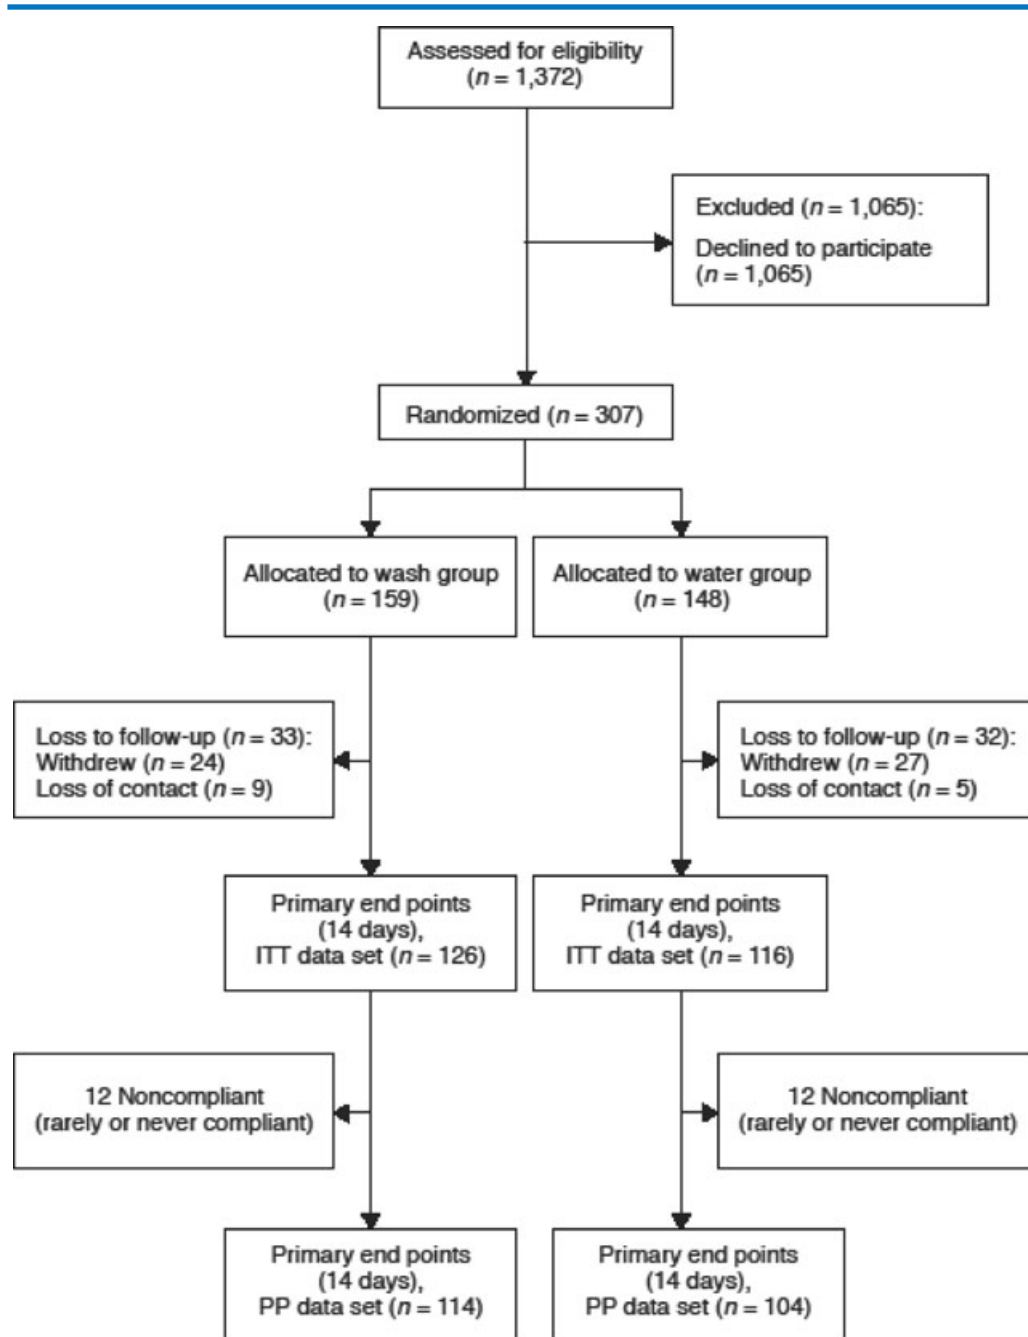 Assessed for eligibility
(n = 1,372)
Excluded (n = 1,065):
Declined to participate
(n = 1,065)
Randomized (n = 307)
Allocated to wash group
(n = 159)
Allocated to water group
(n = 148)
Loss to follow-up (n = 33):
Withdrew (n = 24)
Loss of contact (n = 9)
Loss to follow-up (n = 32):
Withdrew (n = 27)
Loss of contact (n = 5)
Primary end points
(14 days),
ITT data set (n = 126)
Primary end points
(14 days),
ITT data set (n = 116)
12 Noncompliant
(rarely or never compliant)
12 Noncompliant
(rarely or never compliant)
Primary end points
(14 days),
PP data set (n = 114)
Primary end points
(14 days),
PP data set (n = 104)